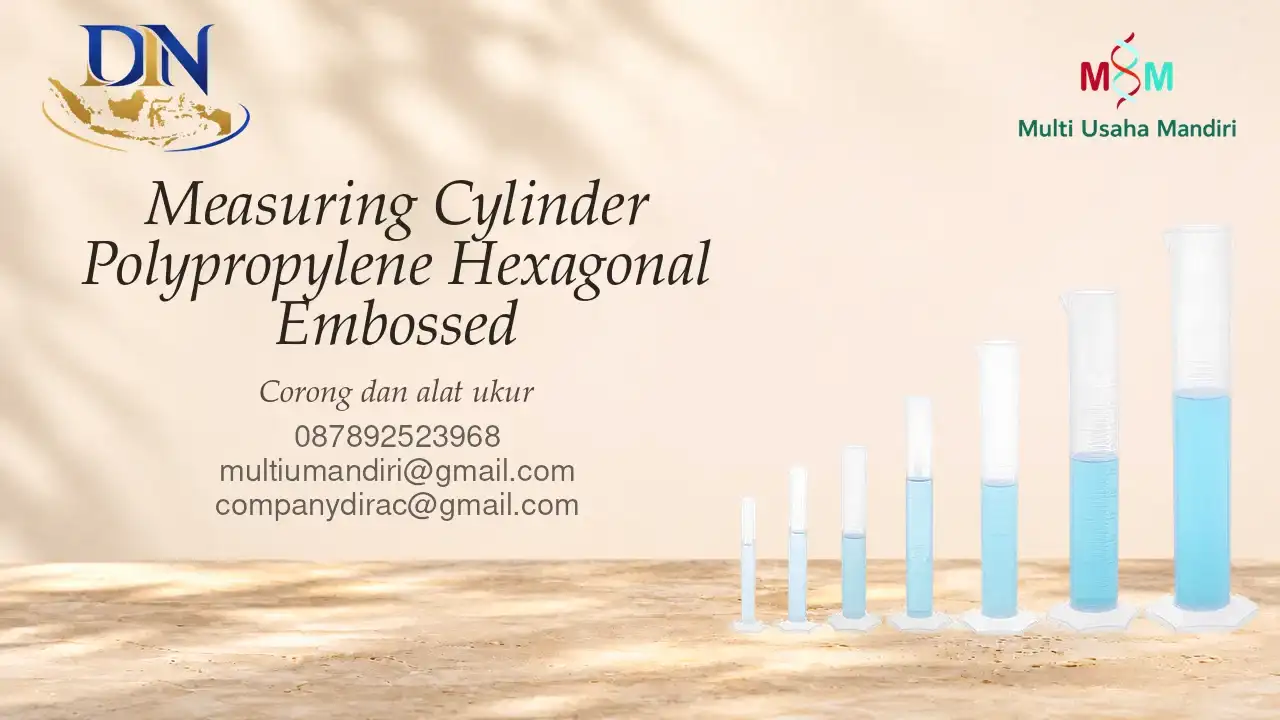 DIN
M M
Multi Usaha Mandiri
Measuring Cylinder
Polypropylene Hexagonal
Embossed
Corong dan alat ukur
087892523968
multiumandiri@gmail.com
companydirac@gmail.com